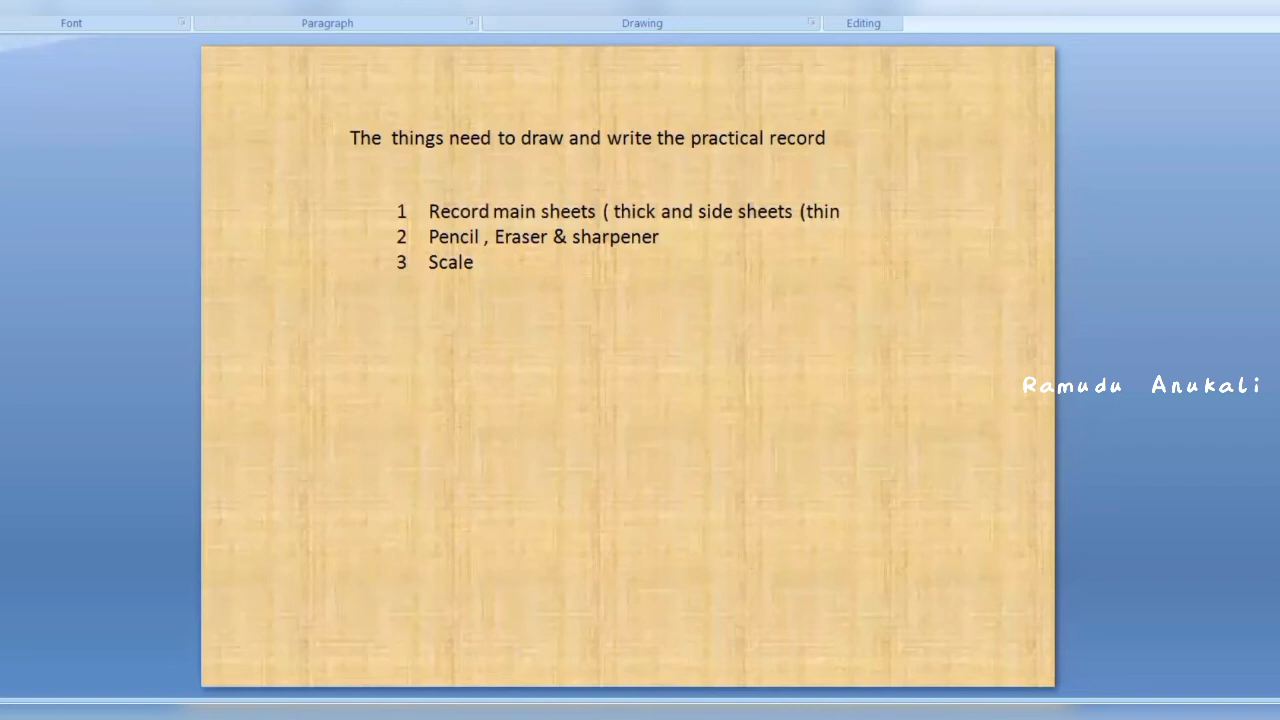 Font Paragraph Drawing Editing
The things need to draw and write the practical record
1 Record main sheets ( thick and side sheets (thin
2 Pencil , Eraser & sharpener
3 Scale
Ramudu Anukali